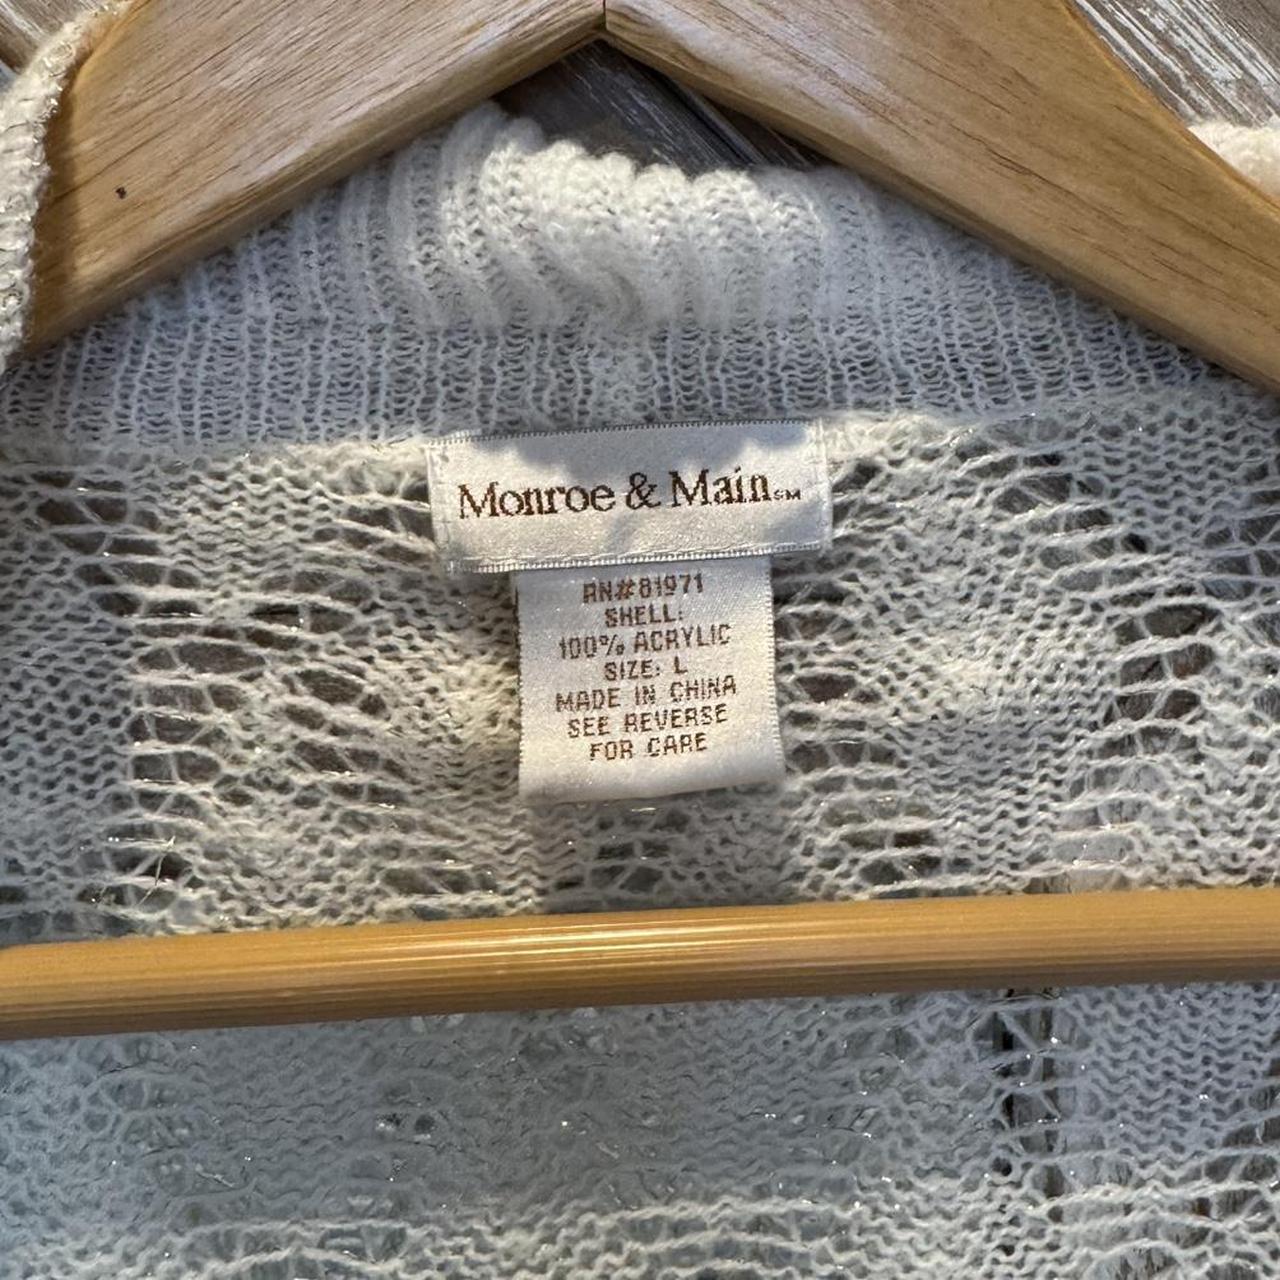 Monroe & Main SM
RN#81971
SHELL:
100% ACRYLIC
SIZE: L
MADE IN CHINA
SEE REVERSE
FOR CARE